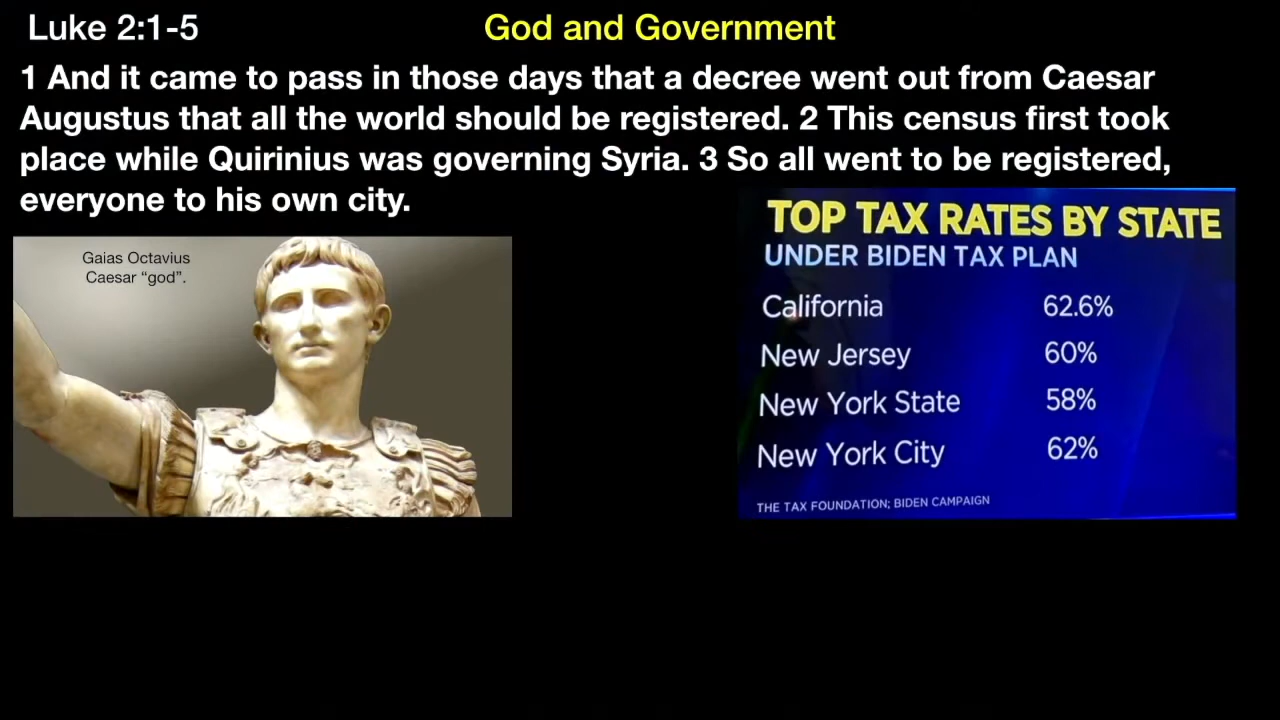 Luke 2:1-5
God and Government
1 And it came to pass in those days that a decree went out from Caesar
Augustus that all the world should be registered. 2 This census first took
place while Quirinius was governing Syria. 3 So all went to be registered,
everyone to his own city.
Gaias Octavius
Caesar “god”.
TOP TAX RATES BY STATE
UNDER BIDEN TAX PLAN
California 62.6%
New Jersey 60%
New York State 58%
New York City 62%
THE TAX FOUNDATION; BIDEN CAMPAIGN